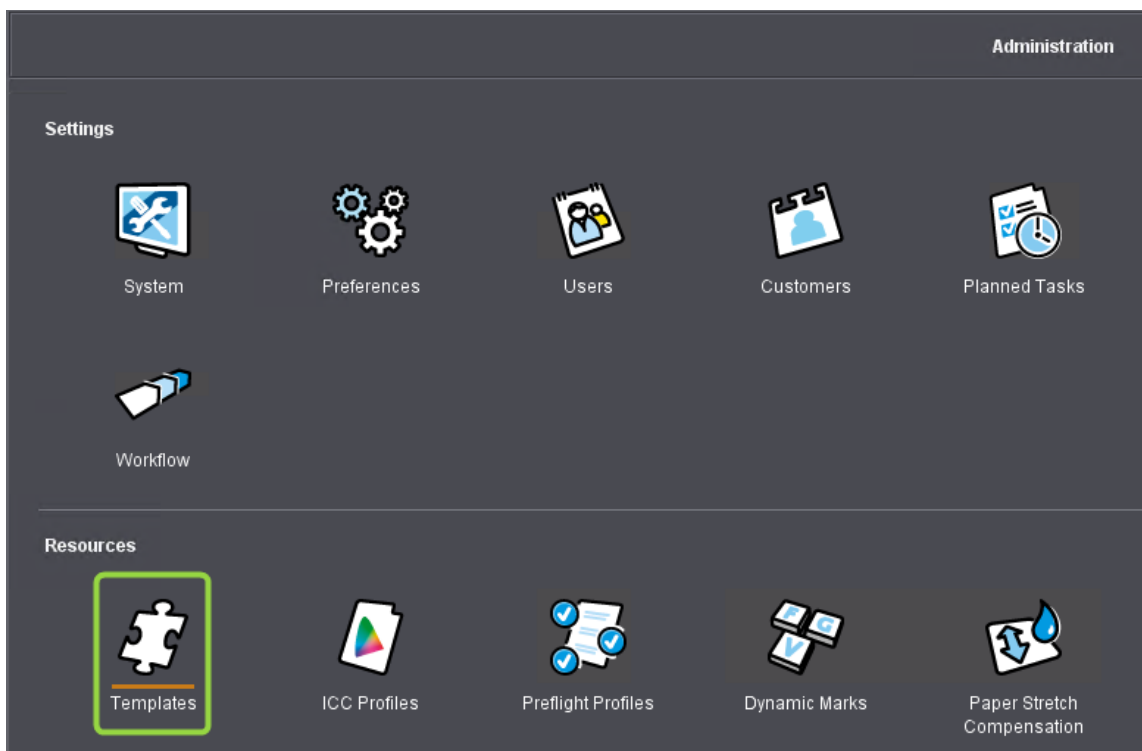 Administration
Settings
System
Preferences
Users
Customers
Planned Tasks
Workflow
Resources
F
G
V
Templates
ICC Profiles
Preflight Profiles
Dynamic Marks
Paper Stretch
Compensation